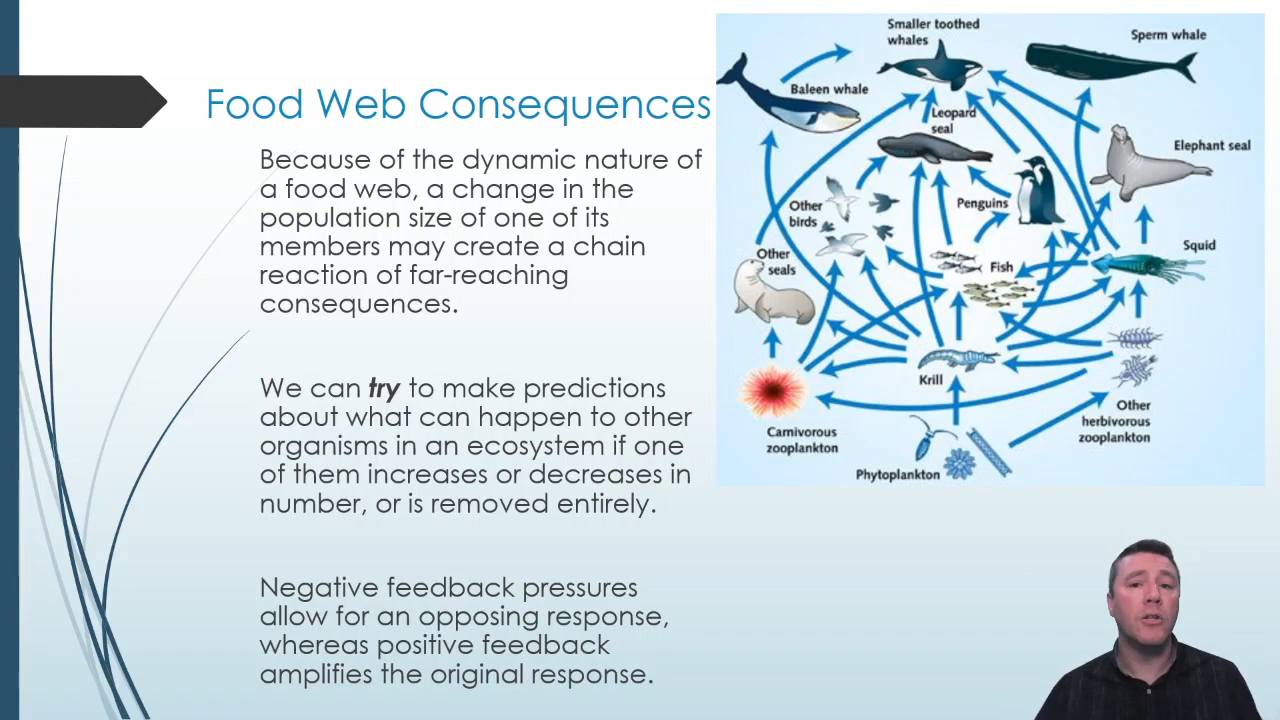 Food Web Consequences
Because of the dynamic nature of
a food web, a change in the
population size of one of its
members may create a chain
reaction of far-reaching
consequences.
We can try to make predictions
about what can happen to other
organisms in an ecosystem if one
of them increases or decreases in
number, or is removed entirely.
Negative feedback pressures
allow for an opposing response,
whereas positive feedback
amplifies the original response.
Smaller toothed
whales
Sperm whale
Baleen whale
Leopard
seal
Elephant seal
Other
birds
Penguins
Squid
Other
seals
Fish
Krill
Other
herbivorous
zooplankton
Carnivorous
zooplankton
Phytoplankton